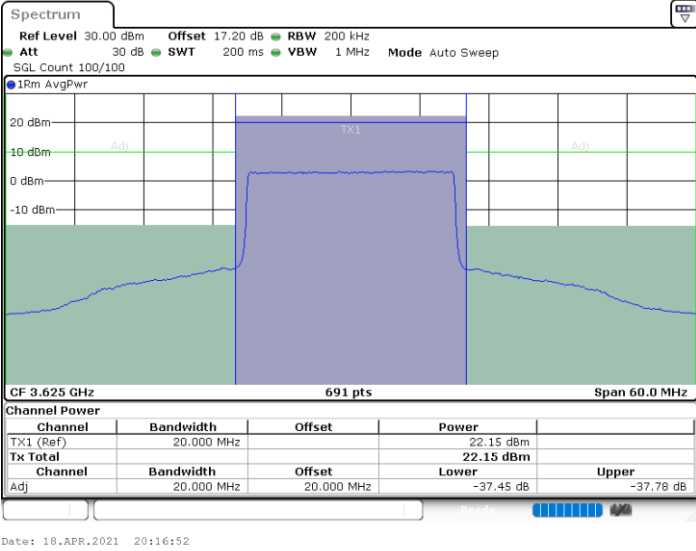 Spectrum
Ref Level 30.00 dBm Offset 17.20 dB RBW 200 kHz
Att 30 dB SWT 200 ms VBW 1 MHz Mode Auto Sweep
SGL Count 100/100
1Rm AvgPwr
20 dBm
TX1
Adj Adj
10 dBm
0 dBm
-10 dBm
CF 3.625 GHz 691 pts Span 60.0 MHz
Channel Power
Channel Bandwidth Offset Power
TX1 (Ref) 20.000 MHz 22.15 dBm
Tx Total 22.15 dBm
Channel Bandwidth Offset Lower Upper
Adj 20.000 MHz 20.000 MHz -37.45 dB -37.78 dB
Ready
Date: 18.APR.2021 20:16:52